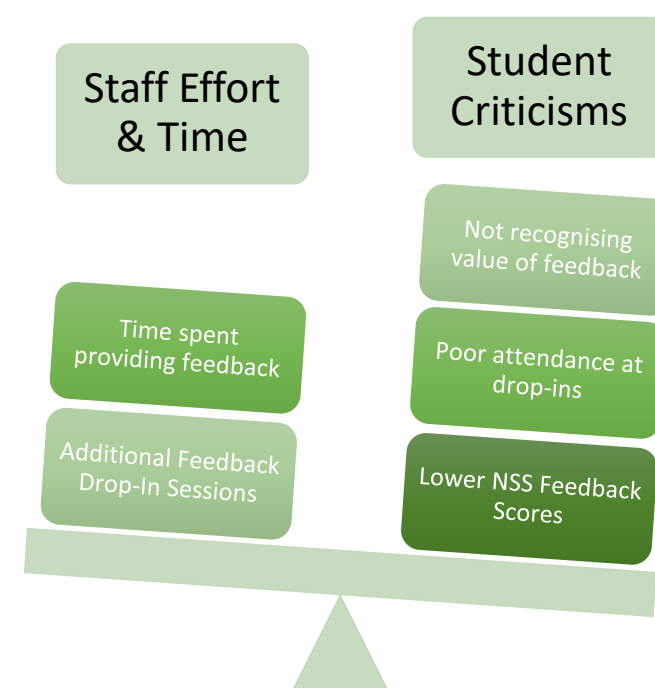 Staff Effort
& Time
Student
Criticisms
Not recognising
value of feedback
Time spent
providing feedback
Poor attendance at
drop-ins
Additional Feedback
Drop-In Sessions
Lower NSS Feedback
Scores